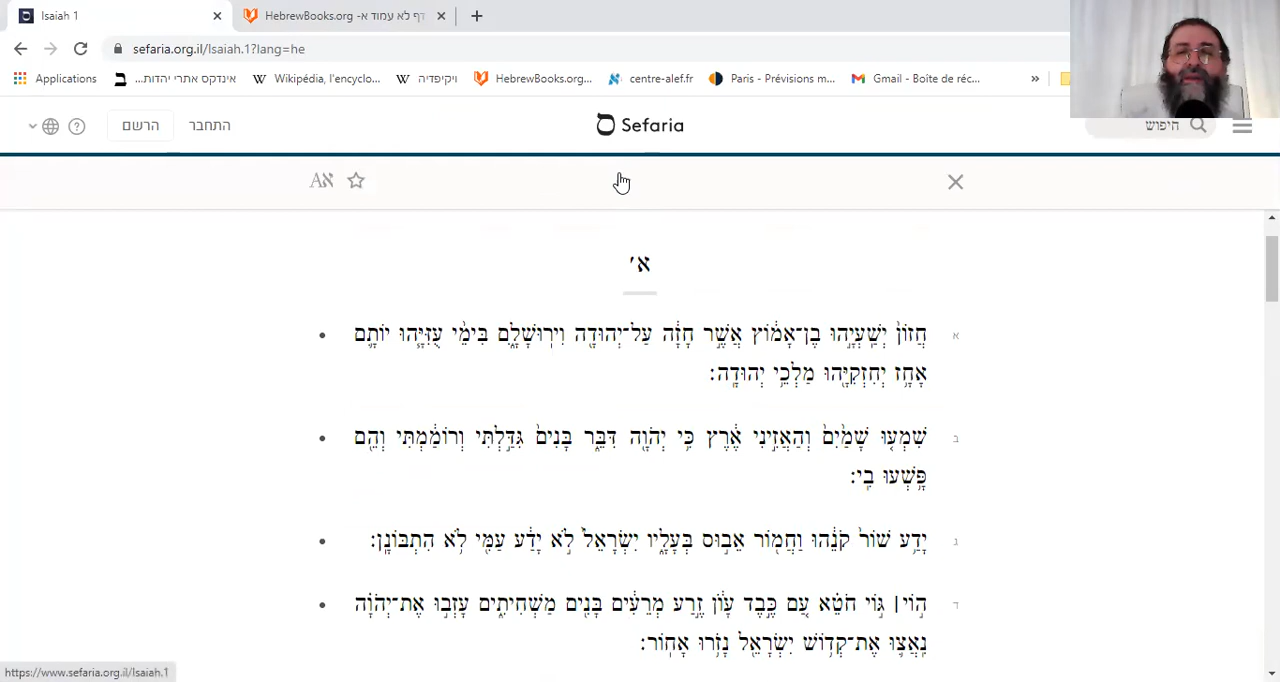 Isaiah 1
HebrewBooks.org -דף לא עמוד א
sefaria.org.il/Isaiah.1?lang=he
Applications
אינדקס אתרי יהדות...
Wikipédia, l'encyclo...
ויקיפדיה
HebrewBooks.org...
centre-alef.fr
Paris - Prévisions m...
Gmail - Boîte de réc...
»
הרשם
התחבר
Sefaria
חיפוש
Aא
א׳
א
חֲזוֹן֙ יְשַֽׁעְיָ֣הוּ בֶן־אָמ֔וֹץ אֲשֶׁ֣ר חָזָ֔ה עַל־יְהוּדָ֖ה וִירוּשָׁלָ֑͏ִם בִּימֵ֨י עֻזִּיָּ֧הוּ יוֹתָ֛ם
אָחָ֥ז יְחִזְקִיָּ֖הוּ מַלְכֵ֥י יְהוּדָֽה׃
ב
שִׁמְע֤וּ שָׁמַ֙יִם֙ וְהַאֲזִ֣ינִי אֶ֔רֶץ כִּ֥י יְהֹוָ֖ה דִּבֵּ֑ר בָּנִים֙ גִּדַּ֣לְתִּי וְרוֹמַ֔מְתִּי וְהֵ֖ם
פָּ֥שְׁעוּ בִֽי׃
ג
יָדַ֥ע שׁוֹר֙ קֹנֵ֔הוּ וַחֲמ֖וֹר אֵב֣וּס בְּעָלָ֑יו יִשְׂרָאֵל֙ לֹ֣א יָדַ֔ע עַמִּ֖י לֹ֥א הִתְבּוֹנָֽן׃
ד
ה֣וֹי ׀ גּ֣וֹי חֹטֵ֗א עַ֚ם כֶּ֣בֶד עָוֺ֔ן זֶ֣רַע מְרֵעִ֔ים בָּנִ֖ים מַשְׁחִיתִ֑ים עָזְב֣וּ אֶת־יְהֹוָ֗ה
נִֽאֲצ֛וּ אֶת־קְד֥וֹשׁ יִשְׂרָאֵ֖ל נָזֹ֥רוּ אָחֽוֹר׃
https://www.sefaria.org.il/Isaiah.1